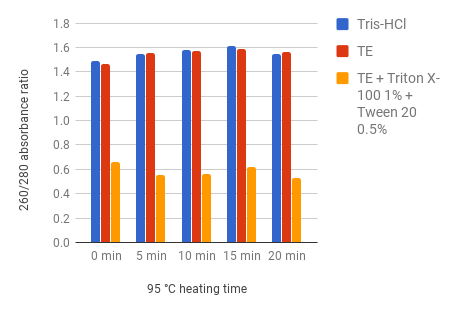 1.8
1.6
1.4
1.2
1.0
0.8
0.6
0.4
0.2
0.0
260/280 absorbance ratio
0 min 5 min 10 min 15 min 20 min
95 °C heating time
Tris-HCl
TE
TE + Triton X-
100 1% +
Tween 20
0.5%